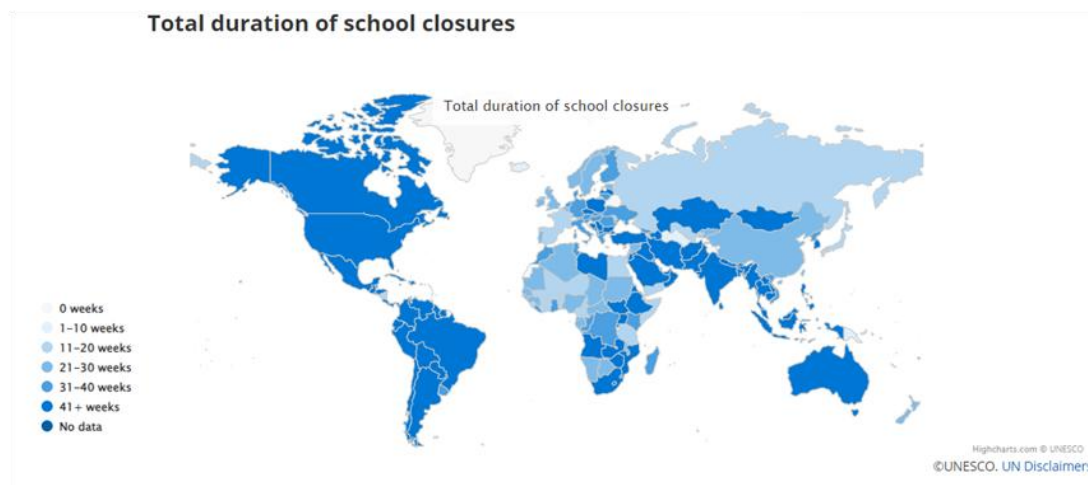 Total duration of school closures
Total duration of school closures
0 weeks
1–10 weeks
11–20 weeks
21–30 weeks
31–40 weeks
41+ weeks
No data
Highcharts.com © UNESCO
©UNESCO. UN Disclaimers